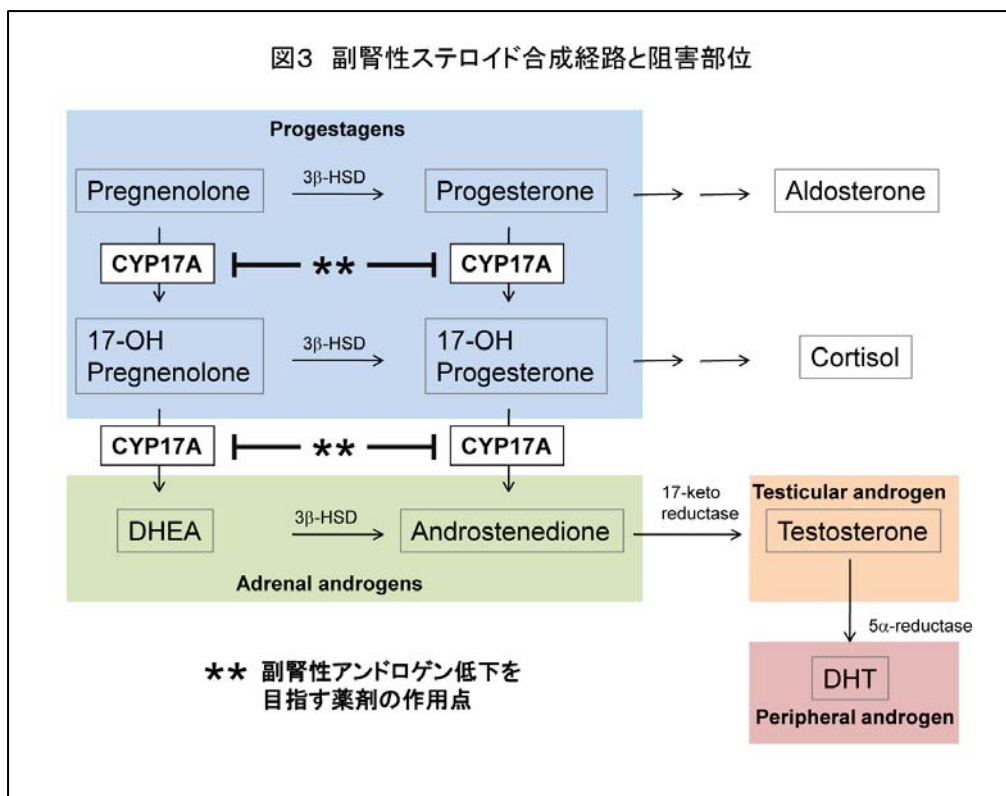 図3 副腎性ステロイド合成経路と阻害部位
Progestagens
Pregnenolone
3β-HSD
Progesterone
Aldosterone
CYP17A
**
CYP17A
17-OH
Pregnenolone
3β-HSD
17-OH
Progesterone
Cortisol
CYP17A
**
CYP17A
DHEA
3β-HSD
Androstenedione
Adrenal androgens
17-keto
reductase
Testicular androgen
Testosterone
5α-reductase
DHT
Peripheral androgen
** 副腎性アンドロゲン低下を
目指す薬剤の作用点